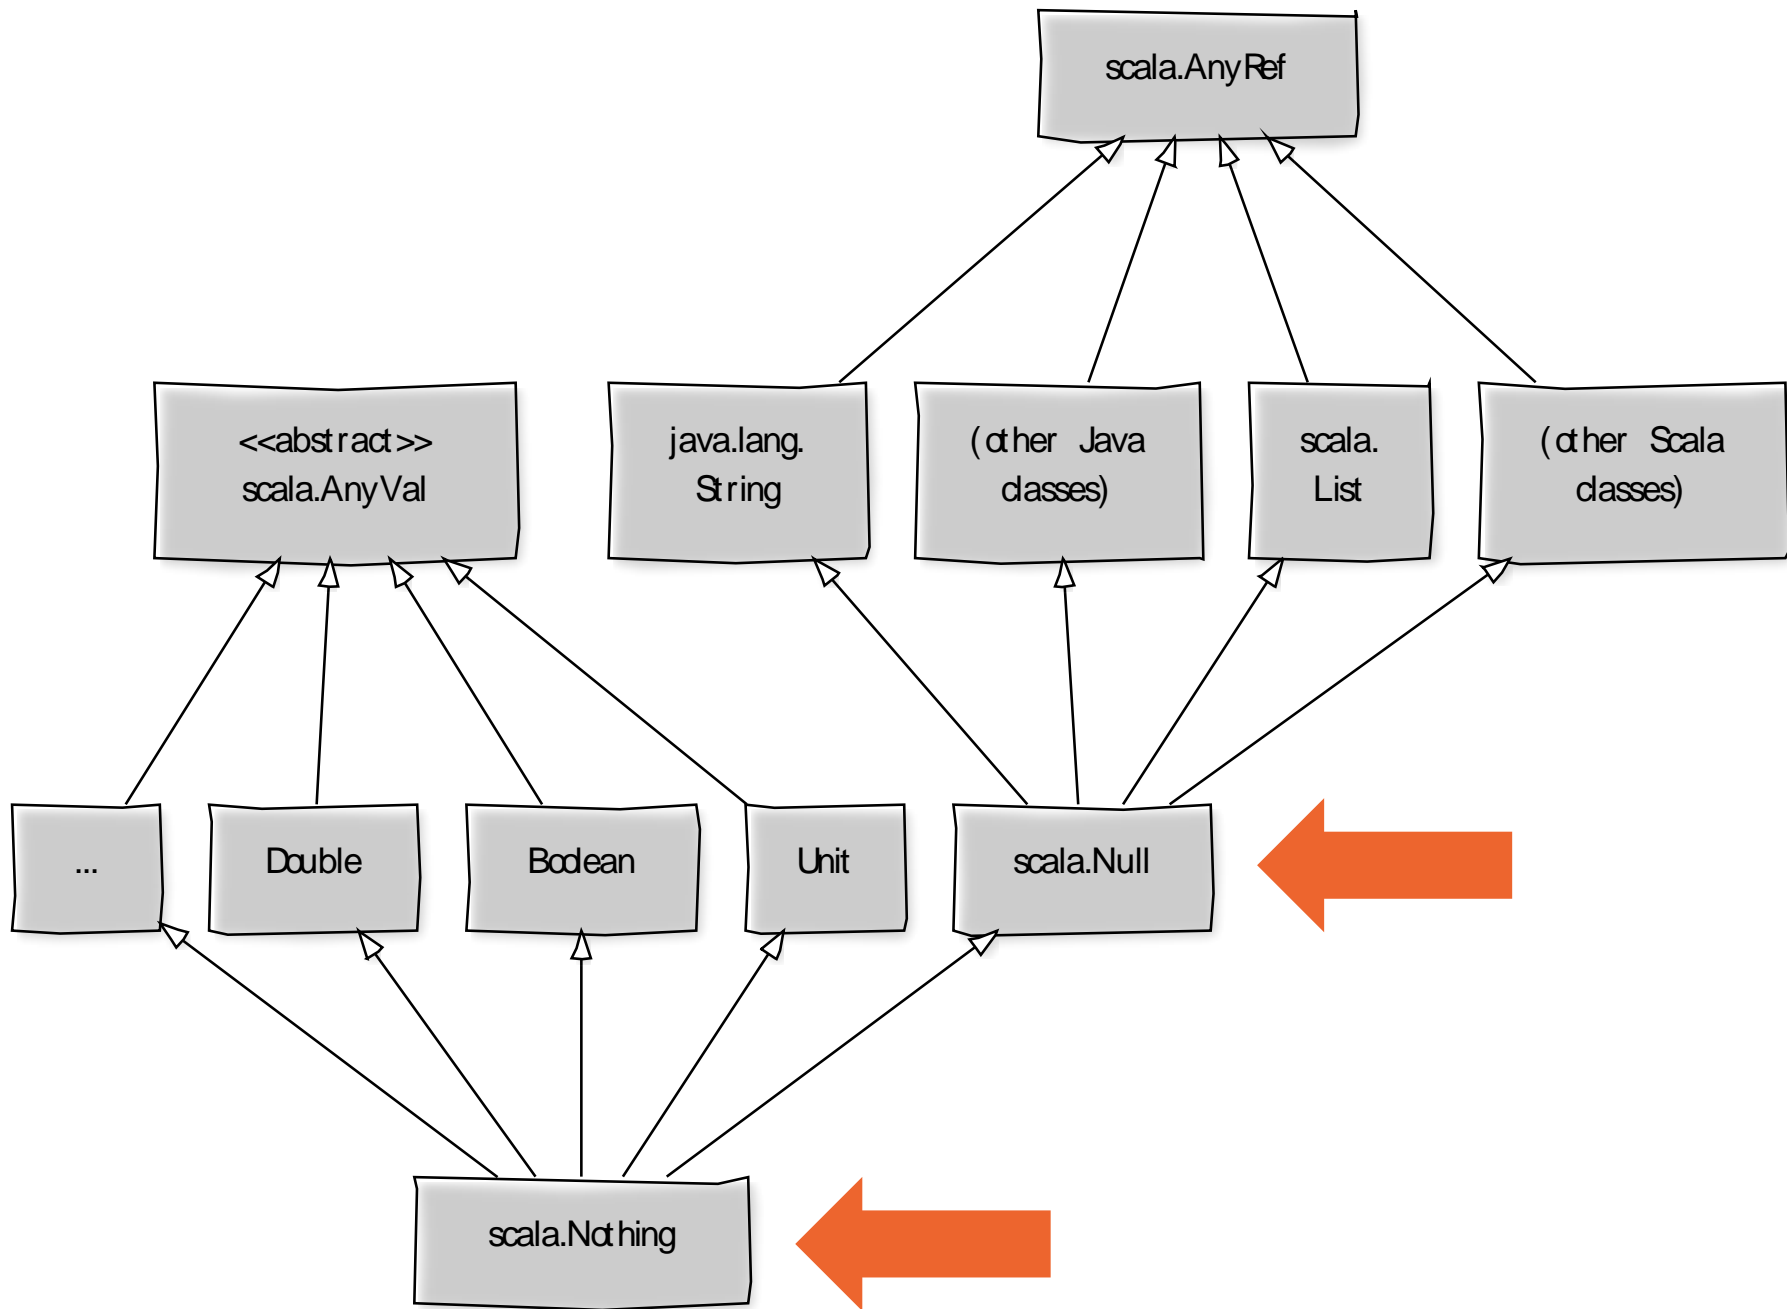 scala.AnyRef
<<abstract>>
scala.AnyVal
java.lang.
String
(other Java
classes)
scala.
List
(other Scala
classes)
...
Double
Boolean
Unit
scala.Null
scala.Nothing